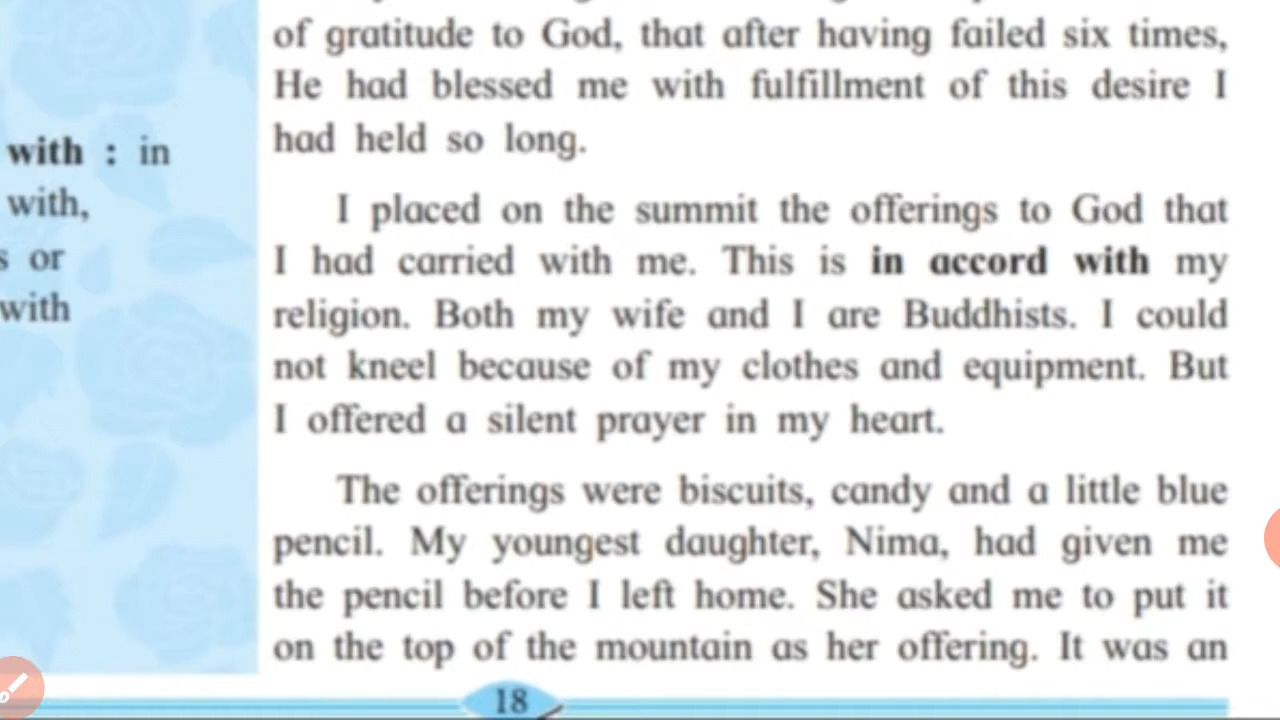 with : in
with,
s or
with
of gratitude to God, that after having failed six times,
He had blessed me with fulfillment of this desire I
had held so long.
I placed on the summit the offerings to God that
I had carried with me. This is in accord with my
religion. Both my wife and I are Buddhists. I could
not kneel because of my clothes and equipment. But
I offered a silent prayer in my heart.
The offerings were biscuits, candy and a little blue
pencil. My youngest daughter, Nima, had given me
the pencil before I left home. She asked me to put it
on the top of the mountain as her offering. It was an
18